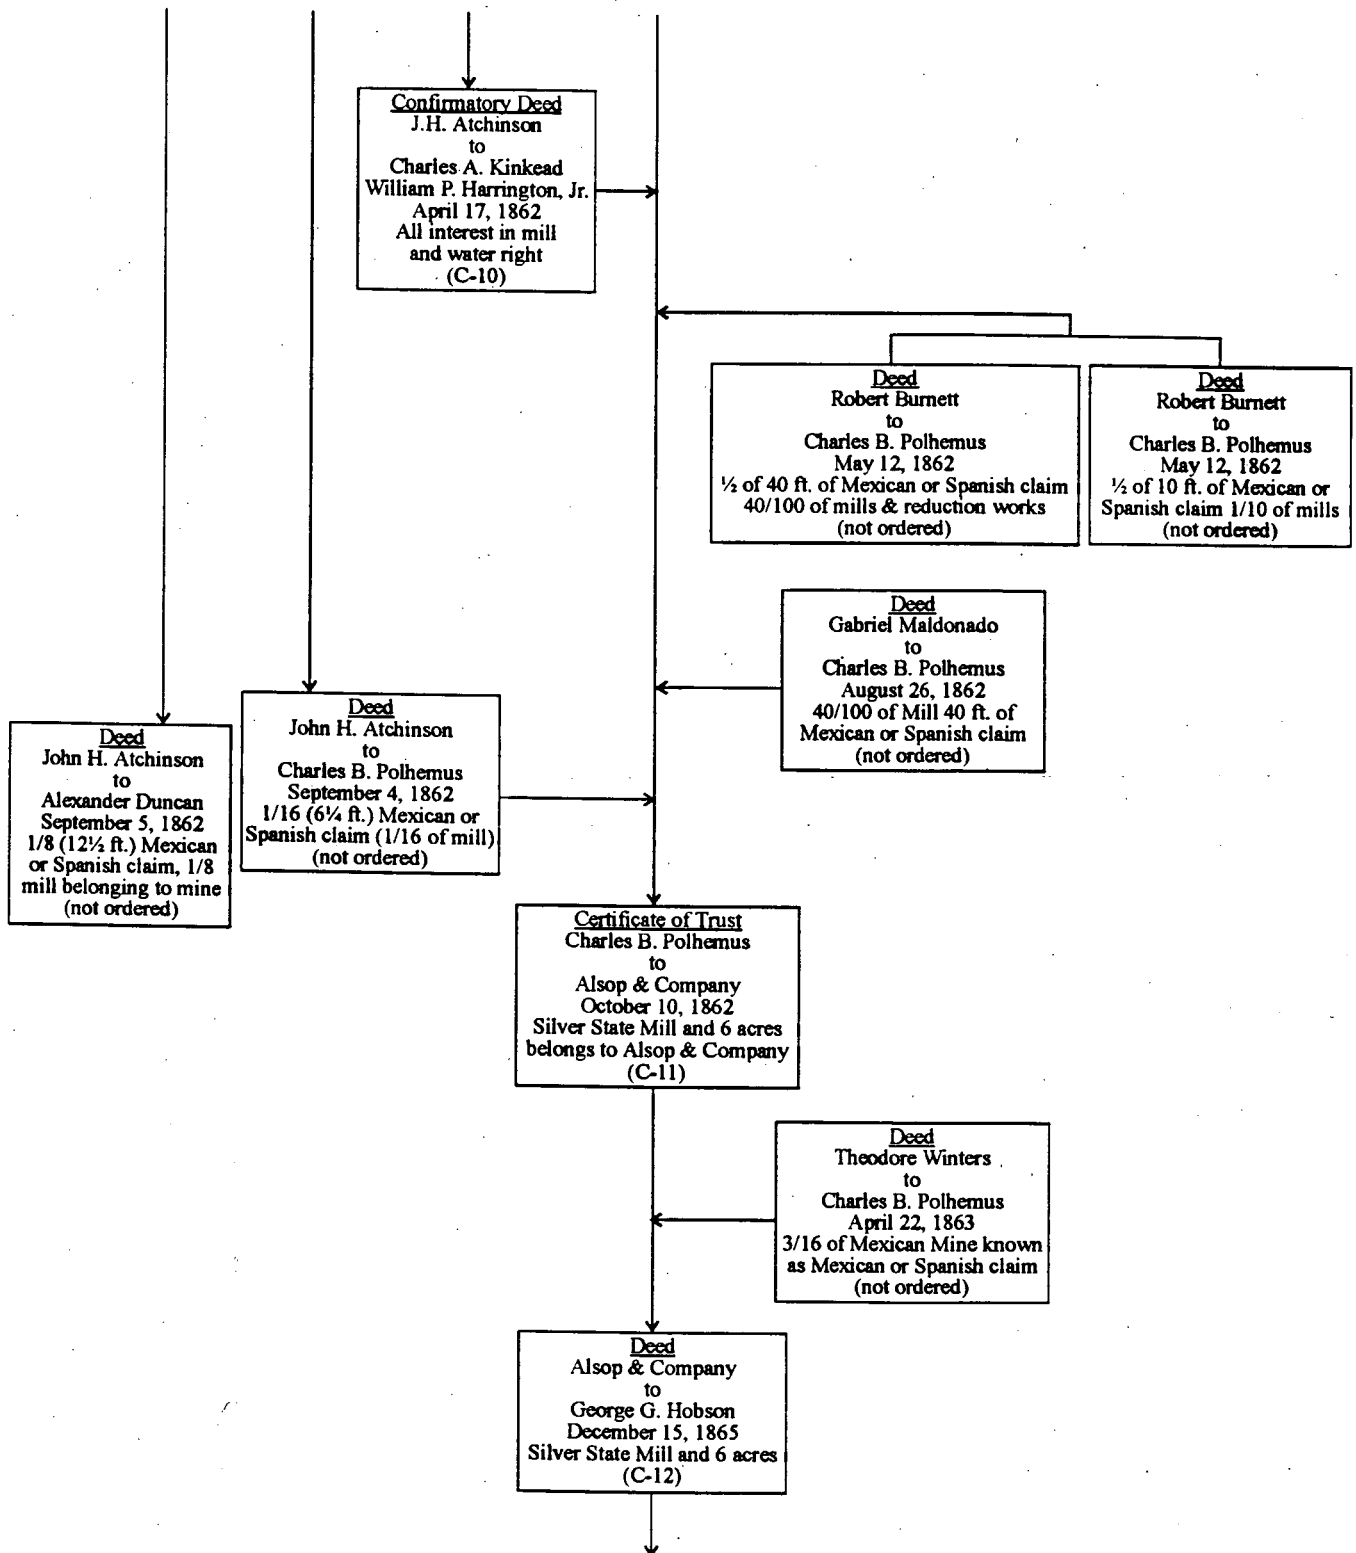 Confirmatory Deed
J.H. Atchinson
to
Charles A. Kinkead
William P. Harrington, Jr.
April 17, 1862
All interest in mill
and water right
(C-10)
Deed
Robert Burnett
to
Charles B. Polhemus
May 12, 1862
½ of 40 ft. of Mexican or Spanish claim
40/100 of mills & reduction works
(not ordered)
Deed
Robert Burnett
to
Charles B. Polhemus
May 12, 1862
½ of 10 ft. of Mexican or
Spanish claim 1/10 of mills
(not ordered)
Deed
Gabriel Maldonado
to
Charles B. Polhemus
August 26, 1862
40/100 of Mill 40 ft. of
Mexican or Spanish claim
(not ordered)
Deed
John H. Atchinson
to
Alexander Duncan
September 5, 1862
1/8 (12½ ft.) Mexican
or Spanish claim, 1/8
mill belonging to mine
(not ordered)
Deed
John H. Atchinson
to
Charles B. Polhemus
September 4, 1862
1/16 (6¼ ft.) Mexican or
Spanish claim (1/16 of mill)
(not ordered)
Certificate of Trust
Charles B. Polhemus
to
Alsop & Company
October 10, 1862
Silver State Mill and 6 acres
belongs to Alsop & Company
(C-11)
Deed
Theodore Winters
to
Charles B. Polhemus
April 22, 1863
3/16 of Mexican Mine known
as Mexican or Spanish claim
(not ordered)
Deed
Alsop & Company
to
George G. Hobson
December 15, 1865
Silver State Mill and 6 acres
(C-12)